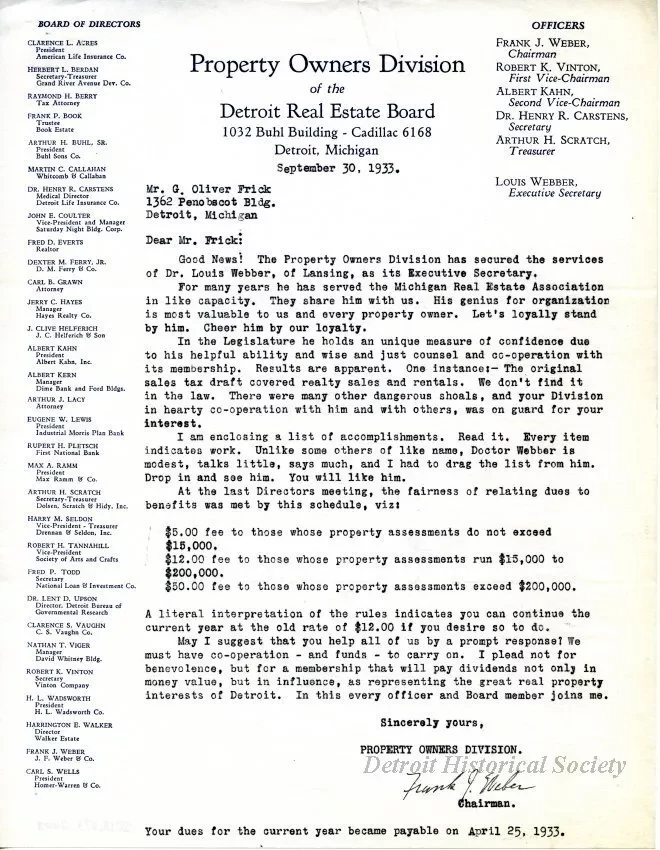 BOARD OF DIRECTORS
CLARENCE L. AYRES
President
American Life Insurance Co.
HERBERT L. BERDAN
Secretary-Treasurer
Grand River Avenue Dev. Co.
RAYMOND H. BERRY
Tax Attorney
FRANK P. BOOK
Trustee
Book Estate
ARTHUR H. BUHL, SR.
President
Buhl Sons Co.
MARTIN C. CALLAHAN
Whitcomb & Callahan
DR. HENRY R. CARSTENS
Medical Director
Detroit Life Insurance Co.
JOHN E. COULTER
Vice-President and Manager
Saturday Night Bldg. Corp.
FRED D. EVERTS
Realtor
DEXTER M. FERRY, JR.
D. M. Ferry & Co.
CARL B. GRAWN
Attorney
JERRY C. HAYES
Manager
Hayes Realty Co.
J. CLIVE HELFERICH
J. C. Helferich & Son
ALBERT KAHN
President
Albert Kahn, Inc.
ALBERT KERN
Manager
Dime Bank and Ford Bldgs.
ARTHUR J. LACY
Attorney
EUGENE W. LEWIS
President
Industrial Morris Plan Bank
RUPERT H. PLETSCH
First National Bank
MAX A. RAMM
President
Max Ramm & Co.
ARTHUR H. SCRATCH
Secretary-Treasurer
Dolsen, Scratch & Hidy, Inc.
HARRY M. SELDON
Vice-President - Treasurer
Drennan & Seldon, Inc.
ROBERT H. TANNAHILL
Vice-President
Society of Arts and Crafts
FRED P. TODD
Secretary
National Loan & Investment Co.
DR. LENT D. UPSON
Director, Detroit Bureau of
Governmental Research
CLARENCE S. VAUGHN
C. S. Vaughn Co.
NATHAN T. VIGER
Manager
David Whitney Bldg.
ROBERT K. VINTON
Secretary
Vinton Company
H. L. WADSWORTH
President
H. L. Wadsworth Co.
HARRINGTON E. WALKER
Director
Walker Estate
FRANK J. WEBER
J. F. Weber & Co.
CARL S. WELLS
President
Homer-Warren & Co.
Property Owners Division
of the
Detroit Real Estate Board
1032 Buhl Building - Cadillac 6168
Detroit, Michigan
September 30, 1933.
OFFICERS
FRANK J. WEBER,
Chairman
ROBERT K. VINTON,
First Vice-Chairman
ALBERT KAHN,
Second Vice-Chairman
DR. HENRY R. CARSTENS,
Secretary
ARTHUR H. SCRATCH,
Treasurer
LOUIS WEBBER,
Executive Secretary
Mr. G. Oliver Frick
1362 Penobscot Bldg.
Detroit, Michigan
Dear Mr. Frick:
Good News! The Property Owners Division has secured the services
of Dr. Louis Webber, of Lansing, as its Executive Secretary.
For many years he has served the Michigan Real Estate Association
in like capacity. They share him with us. His genius for organization
is most valuable to us and every property owner. Let's loyally stand
by him. Cheer him by our loyalty.
In the Legislature he holds an unique measure of confidence due
to his helpful ability and wise and just counsel and co-operation with
its membership. Results are apparent. One instance:- The original
sales tax draft covered realty sales and rentals. We don't find it
in the law. There were many other dangerous shoals, and your Division
in hearty co-operation with him and with others, was on guard for your
interest.
I am enclosing a list of accomplishments. Read it. Every item
indicates work. Unlike some others of like name, Doctor Webber is
modest, talks little, says much, and I had to drag the list from him.
Drop in and see him. You will like him.
At the last Directors meeting, the fairness of relating dues to
benefits was met by this schedule, viz:
$5.00 fee to those whose property assessments do not exceed
$15,000.
$12.00 fee to those whose property assessments run $15,000 to
$200,000.
$50.00 fee to those whose property assessments exceed $200,000.
A literal interpretation of the rules indicates you can continue the
current year at the old rate of $12.00 if you desire so to do.
May I suggest that you help all of us by a prompt response? We
must have co-operation - and funds - to carry on. I plead not for
benevolence, but for a membership that will pay dividends not only in
money value, but in influence, as representing the great real property
interests of Detroit. In this every officer and Board member joins me.
Sincerely yours,
PROPERTY OWNERS DIVISION.
Detroit Historical Society
Frank J. Weber
Chairman.
Your dues for the current year became payable on April 25, 1933.